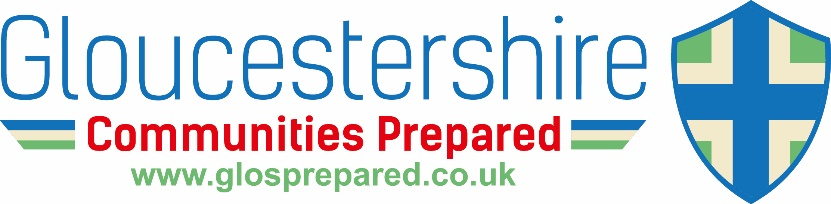 Gloucestershire
Communities Prepared
www.glosprepared.co.uk